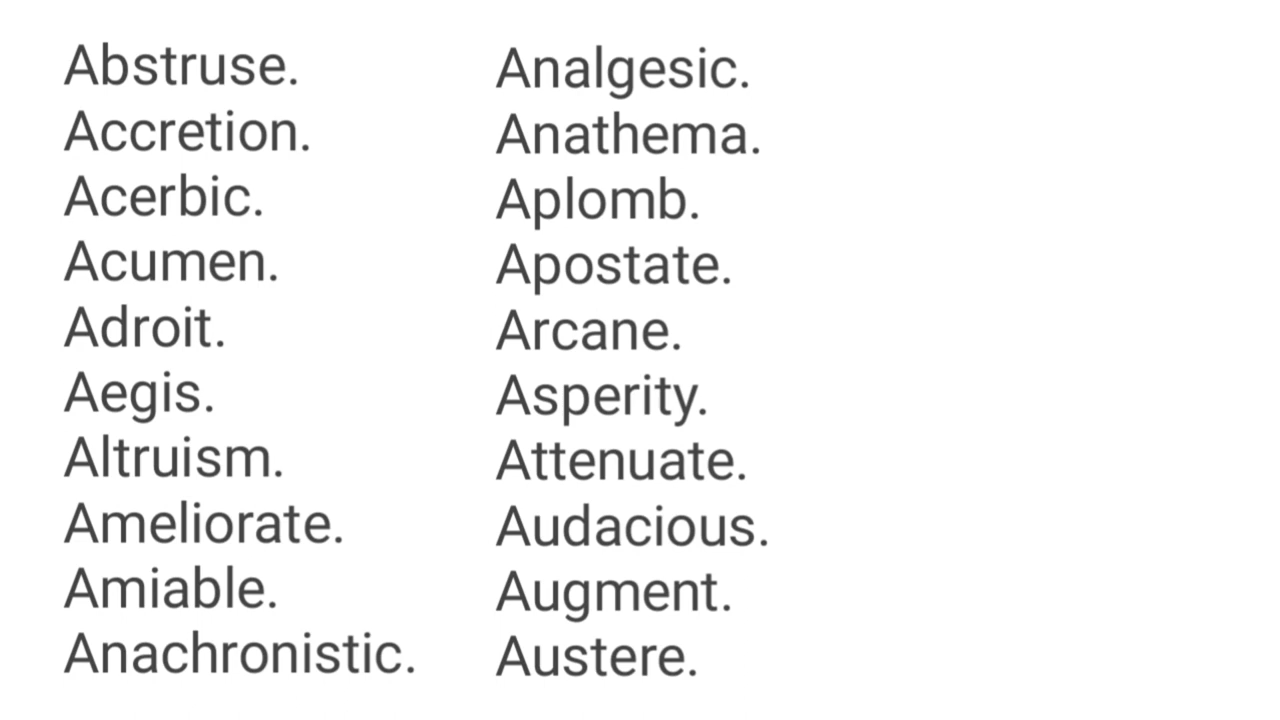 Abstruse.
Accretion.
Acerbic.
Acumen.
Adroit.
Aegis.
Altruism.
Ameliorate.
Amiable.
Anachronistic.
Analgesic.
Anathema.
Aplomb.
Apostate.
Arcane.
Asperity.
Attenuate.
Audacious.
Augment.
Austere.